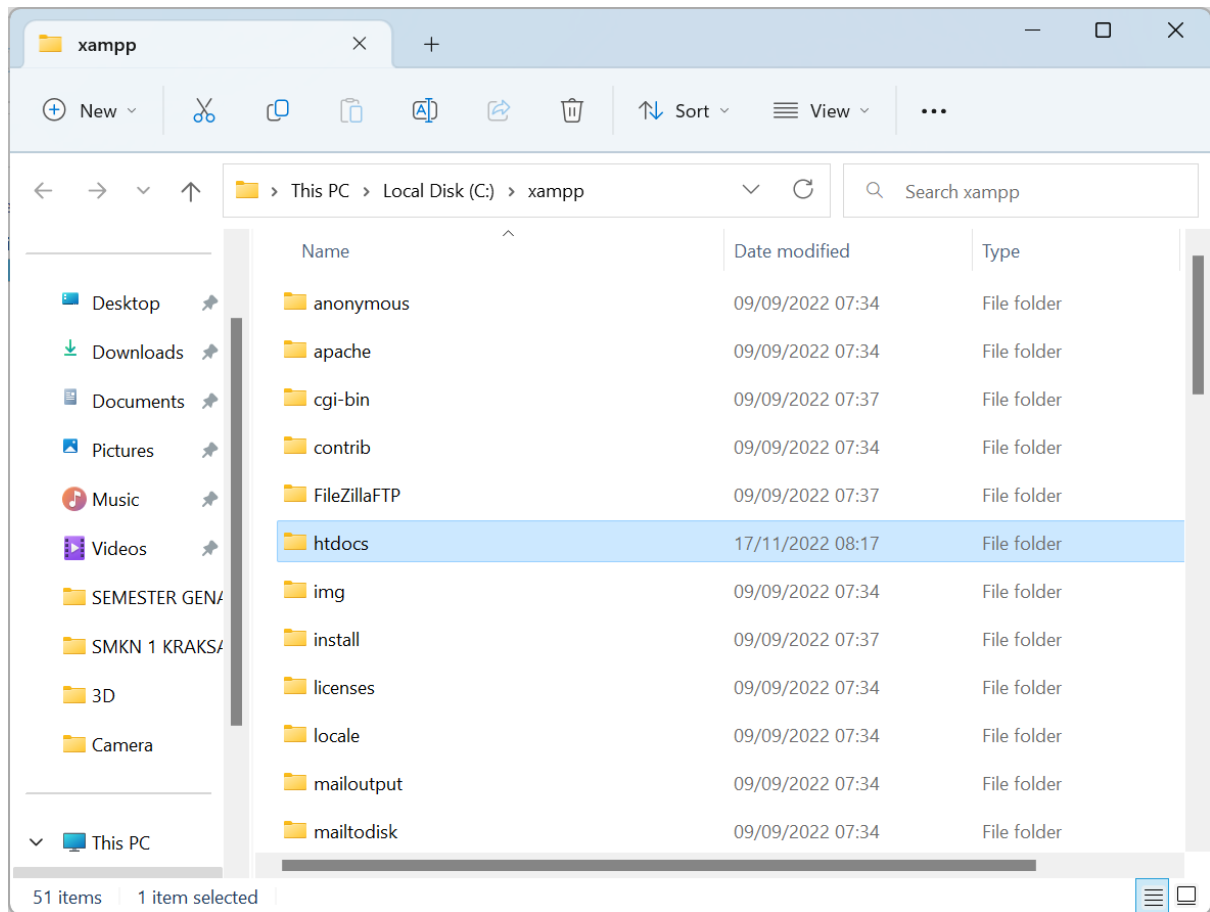 xampp
New Sort View
This PC > Local Disk (C:) > xampp Search xampp
Name Date modified Type
Desktop
Downloads
Documents
Pictures
Music
Videos
SEMESTER GENA
SMKN 1 KRAKSA
3D
Camera
This PC
anonymous 09/09/2022 07:34 File folder
apache 09/09/2022 07:34 File folder
cgi-bin 09/09/2022 07:37 File folder
contrib 09/09/2022 07:34 File folder
FileZillaFTP 09/09/2022 07:37 File folder
htdocs 17/11/2022 08:17 File folder
img 09/09/2022 07:34 File folder
install 09/09/2022 07:37 File folder
licenses 09/09/2022 07:34 File folder
locale 09/09/2022 07:34 File folder
mailoutput 09/09/2022 07:34 File folder
mailtodisk 09/09/2022 07:34 File folder
51 items 1 item selected